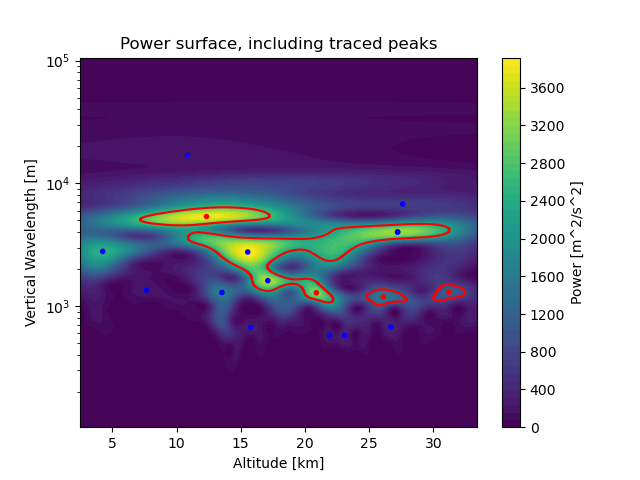 Power surface, including traced peaks
10^5
10^4
10^3
Vertical Wavelength [m]
5 10 15 20 25 30
Altitude [km]
3600
3200
2800
2400
2000
1600
1200
800
400
0
Power [m^2/s^2]